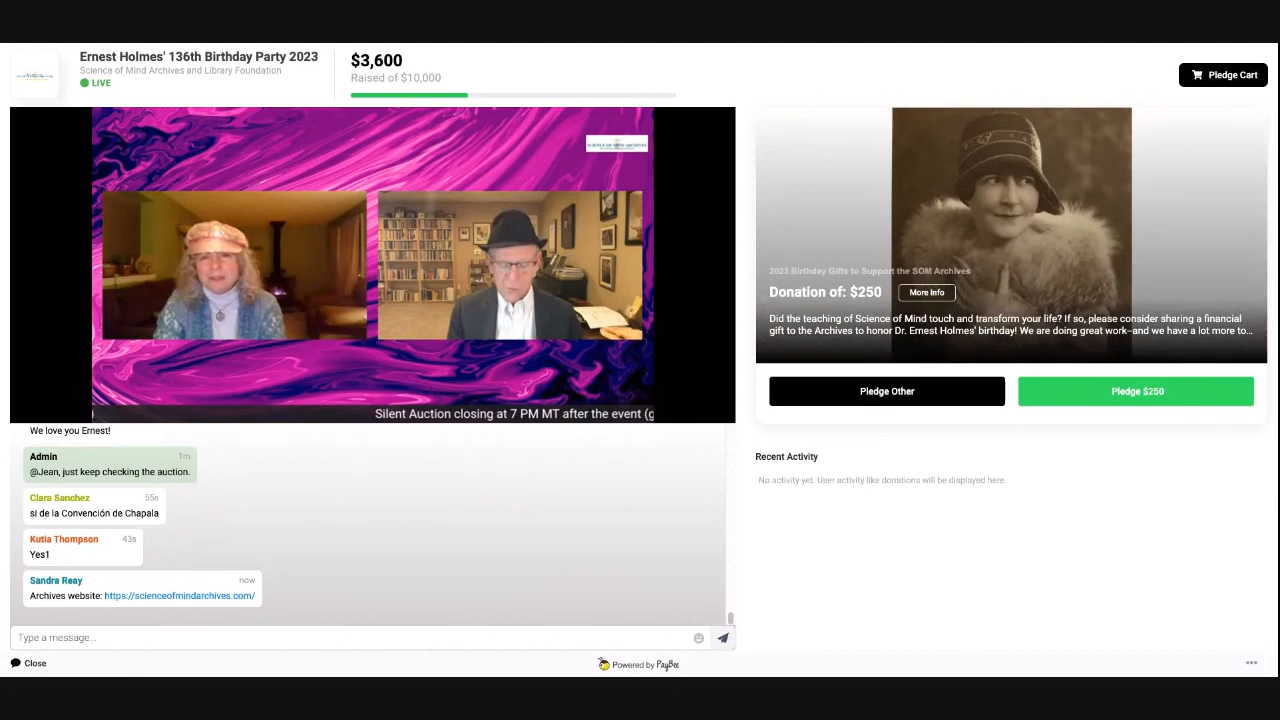 Ernest Holmes' 136th Birthday Party 2023
Science of Mind Archives and Library Foundation
LIVE
$3,600
Raised of $10,000
Pledge Cart
SCIENCE OF MIND ARCHIVES
Silent Auction closing at 7 PM MT after the event (g
We love you Ernest!
Admin 1m
@Jean, just keep checking the auction.
Clara Sanchez 55s
si de la Convención de Chapala
Kutia Thompson 43s
Yes1
Sandra Reay now
Archives website: https://scienceofmindarchives.com/
Type a message...
Close
Powered by PayBee
2023 Birthday Gifts to Support the SOM Archives
Donation of: $250 More Info
Did the teaching of Science of Mind touch and transform your life? If so, please consider sharing a financial
gift to the Archives to honor Dr. Ernest Holmes' birthday! We are doing great work--and we have a lot more to...
Pledge Other
Pledge $250
Recent Activity
No activity yet. User activity like donations will be displayed here.